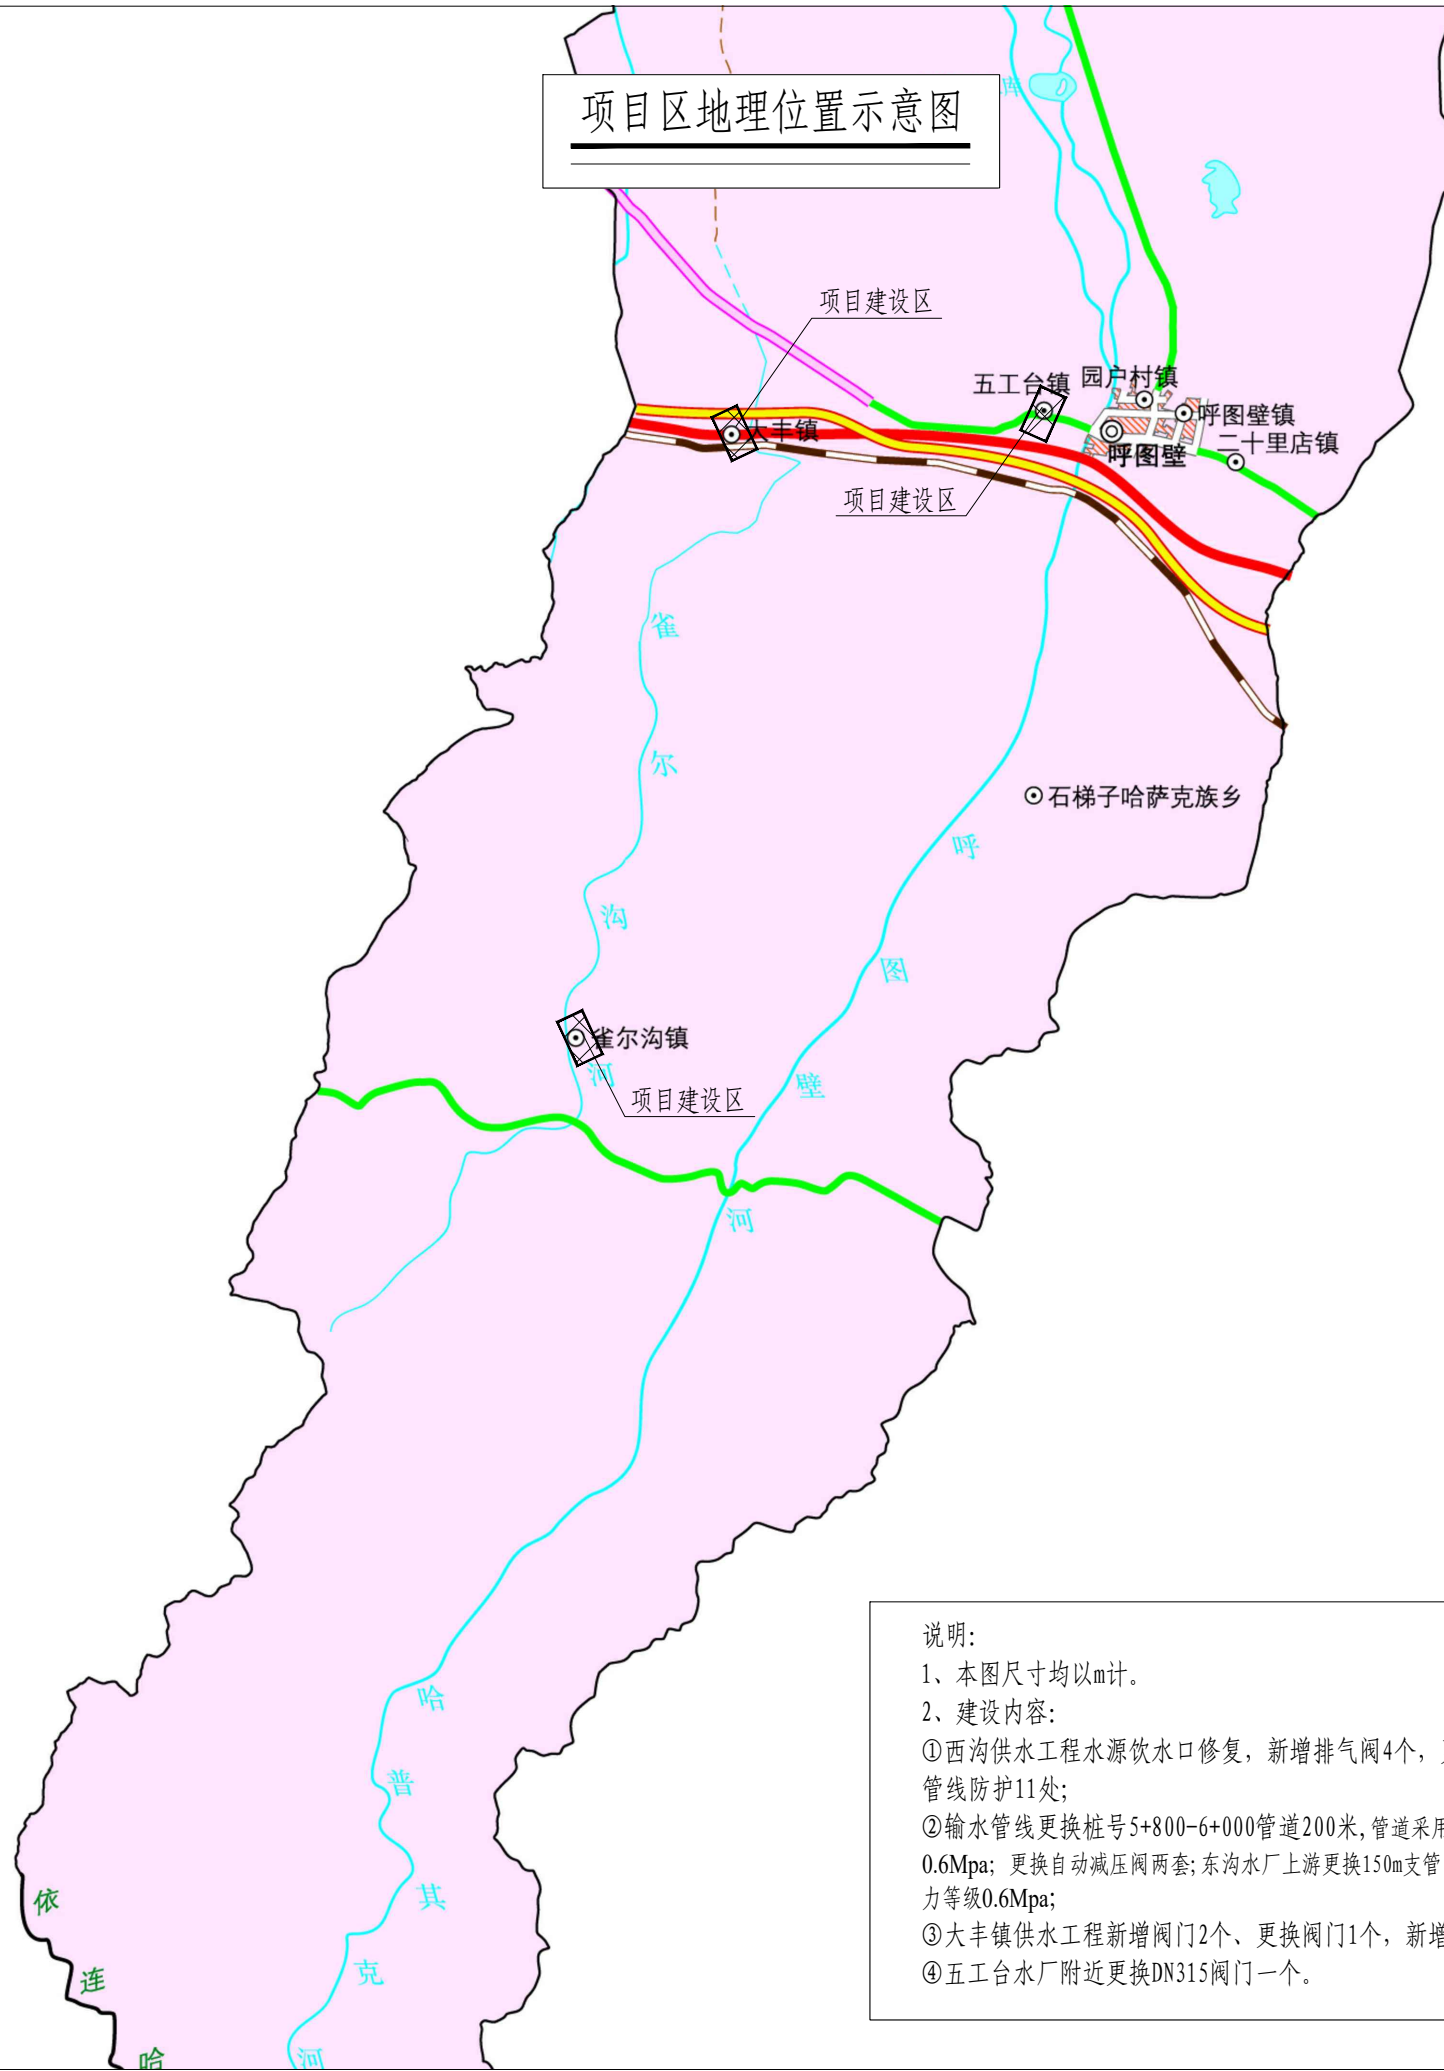 库
项目区地理位置示意图
项目建设区
五工台镇
园户村镇
呼图壁镇
大丰镇
呼图壁
二十里店镇
项目建设区
雀
尔
沟
河
石梯子哈萨克族乡
呼
图
壁
河
雀尔沟镇
项目建设区
哈
普
其
克
河
依
连
哈
说明：
1、本图尺寸均以m计。
2、建设内容：
①西沟供水工程水源饮水口修复，新增排气阀4个，
管线防护11处；
②输水管线更换桩号5+800-6+000管道200米,管道采用
0.6Mpa；更换自动减压阀两套;东沟水厂上游更换150m支管
力等级0.6Mpa；
③大丰镇供水工程新增阀门2个、更换阀门1个，新增
④五工台水厂附近更换DN315阀门一个。